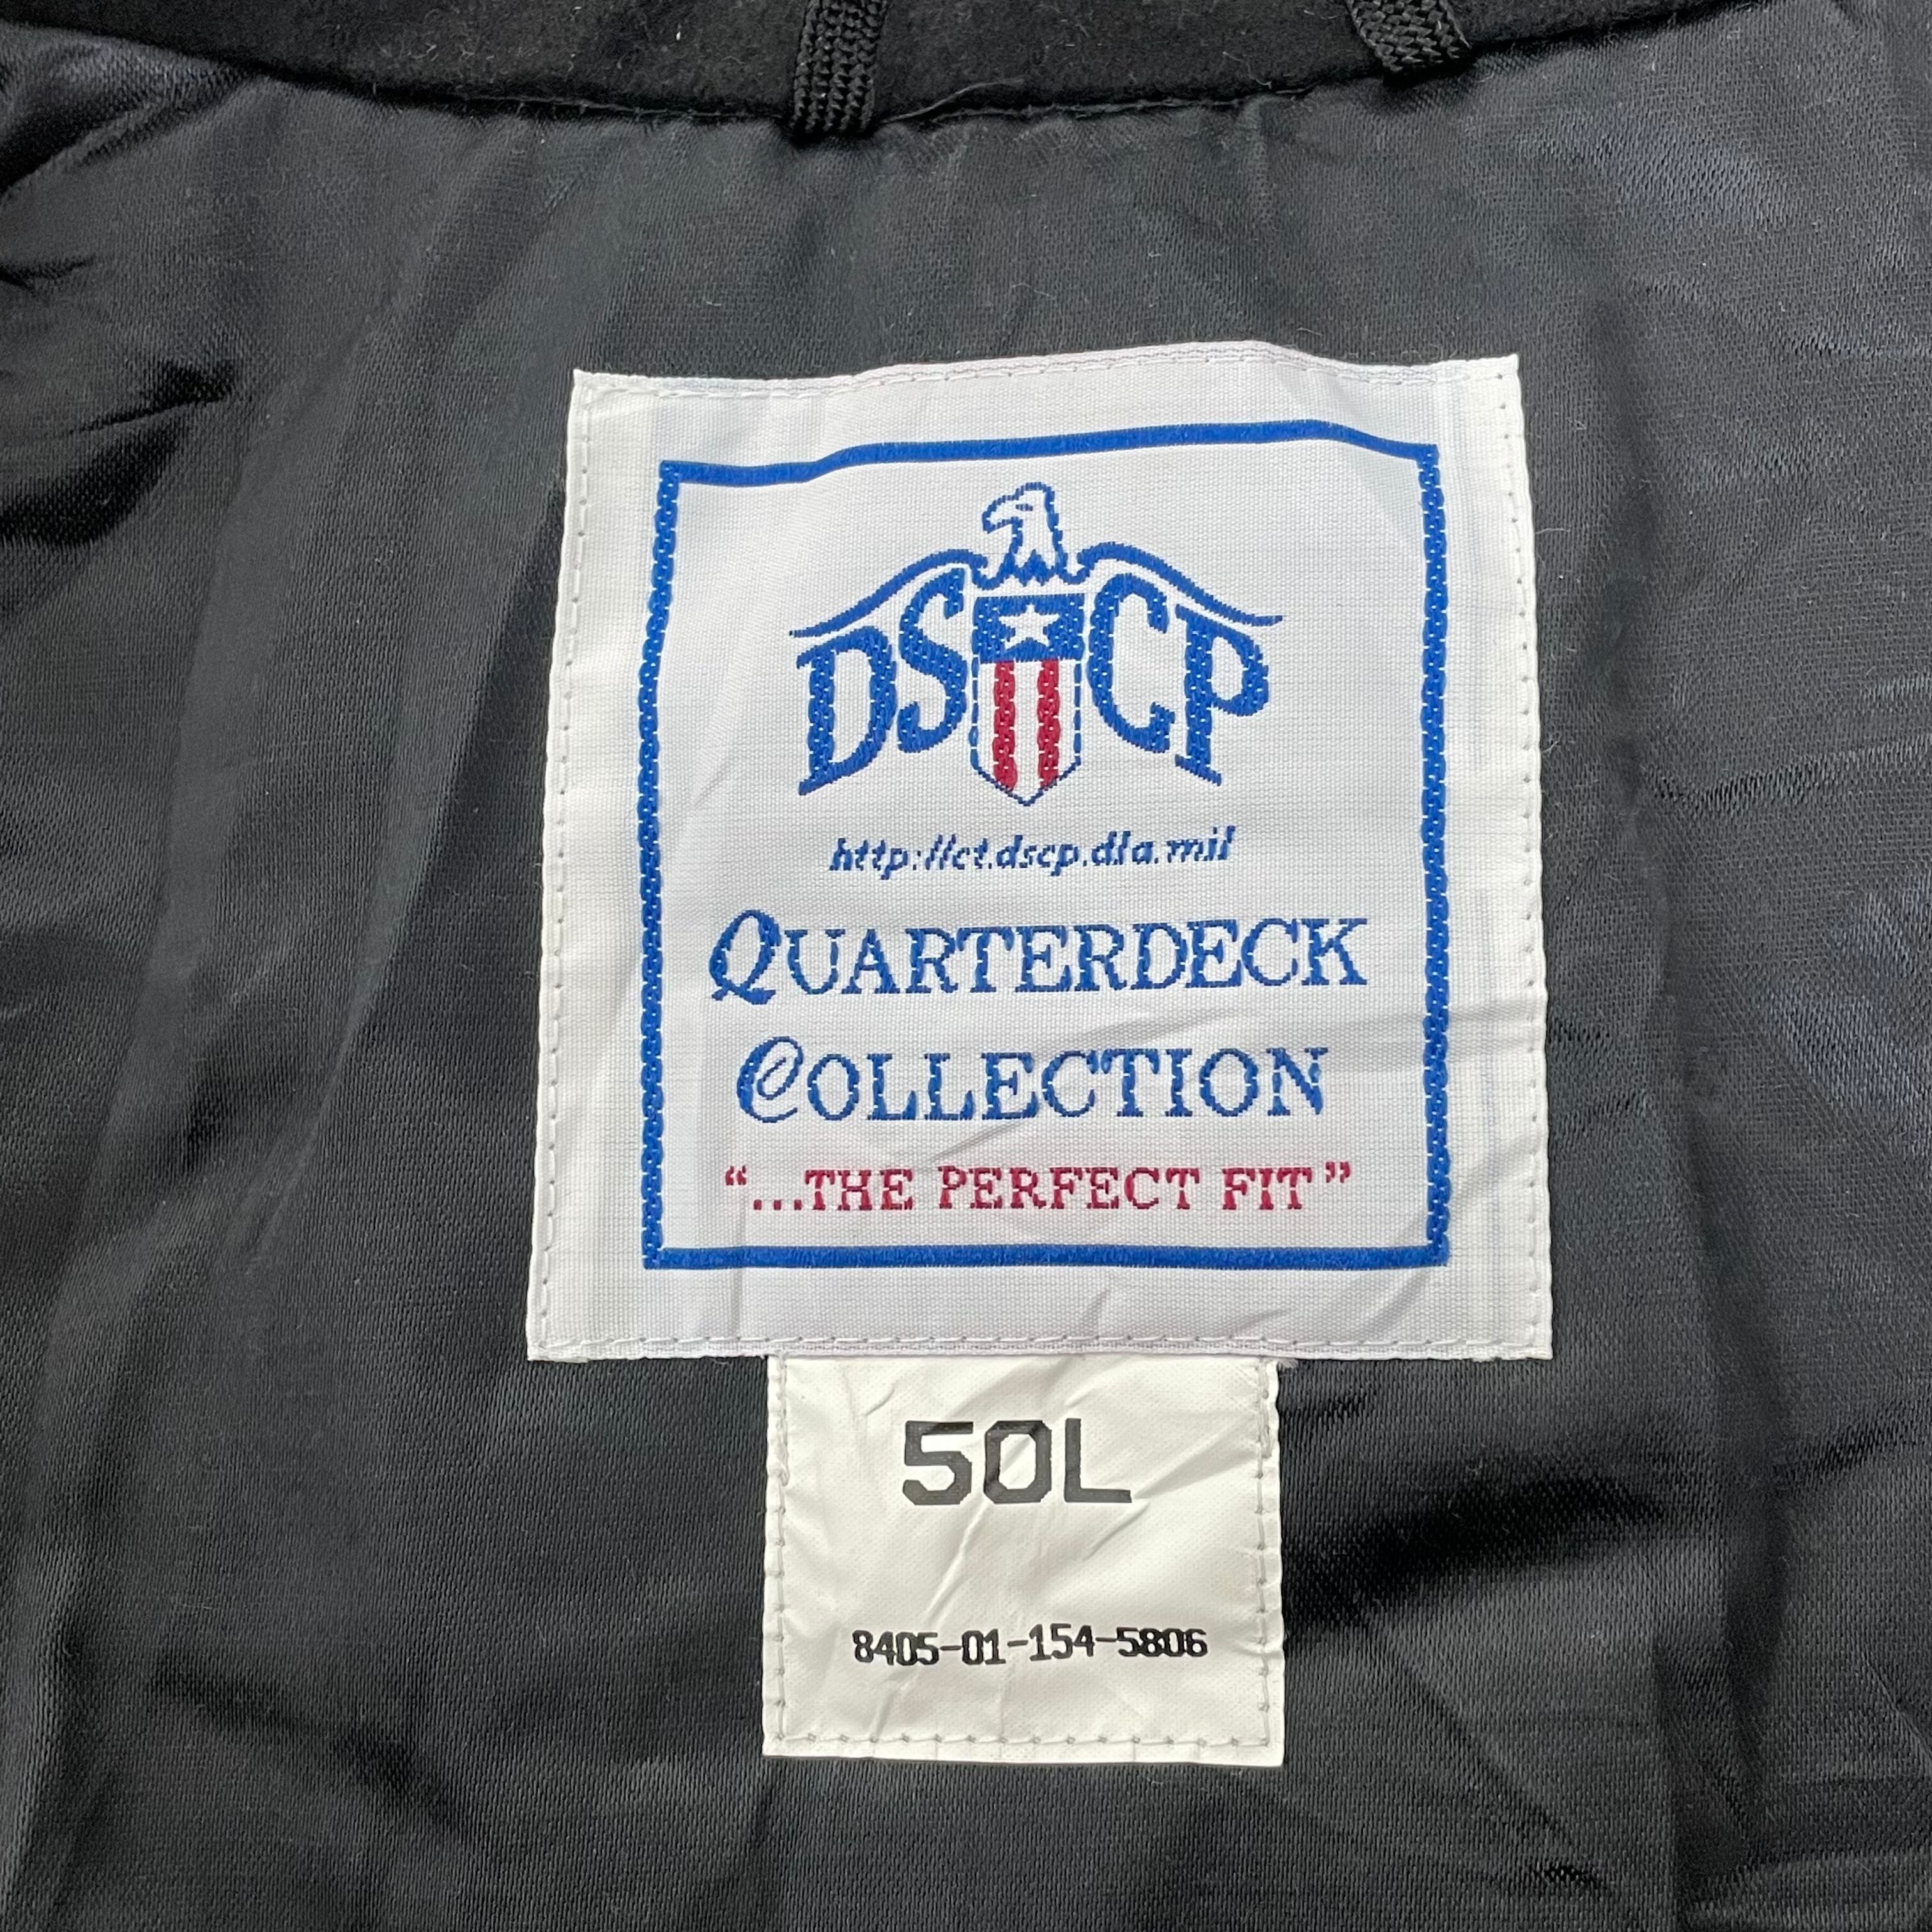 DSCP
http://ct.dscp.dla.mil
QUARTERDECK
COLLECTION
“...THE PERFECT FIT”
50L
8405-01-154-5806